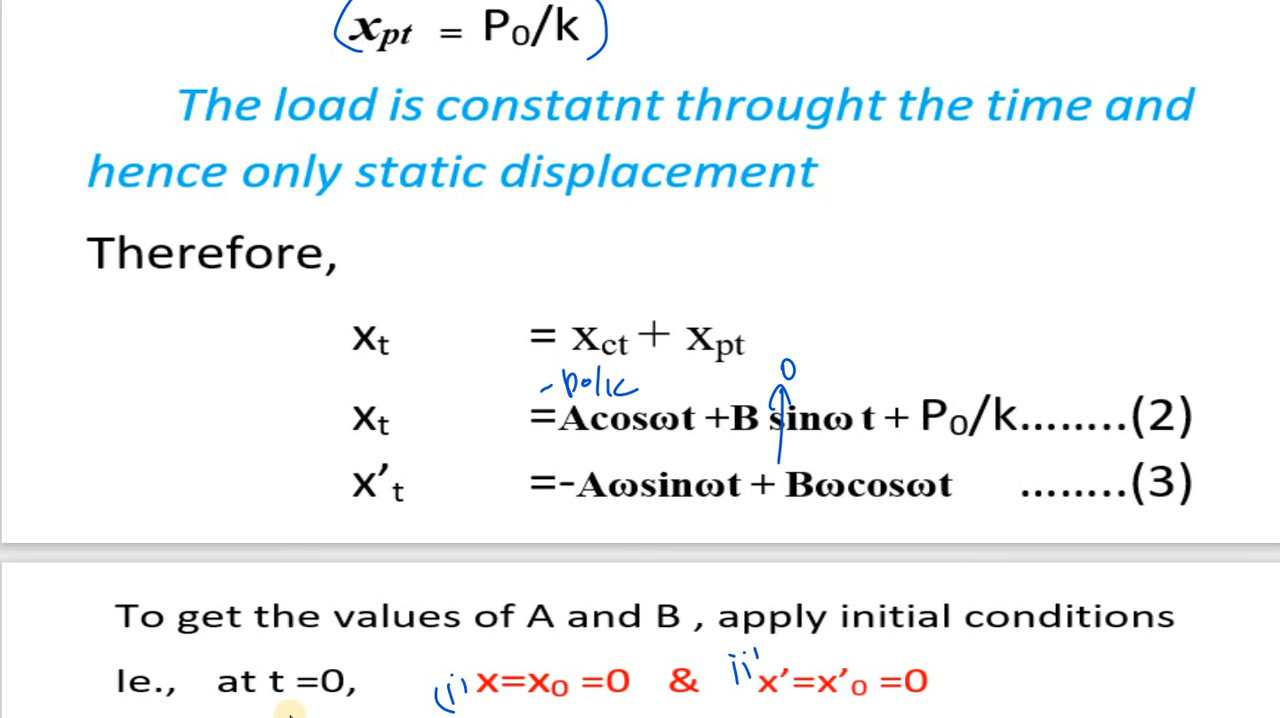 (x_pt = P₀/k)
The load is constatnt throught the time and
hence only static displacement
Therefore,
x_t = x_ct + x_pt
-P₀/k 0
x_t =Acosωt +B sinω t + P₀/k........(2)
x′_t =-Aωsinωt + Bωcosωt ........(3)
To get the values of A and B , apply initial conditions
Ie., at t =0, (i) x=x₀ =0 & ii' x′=x′₀ =0